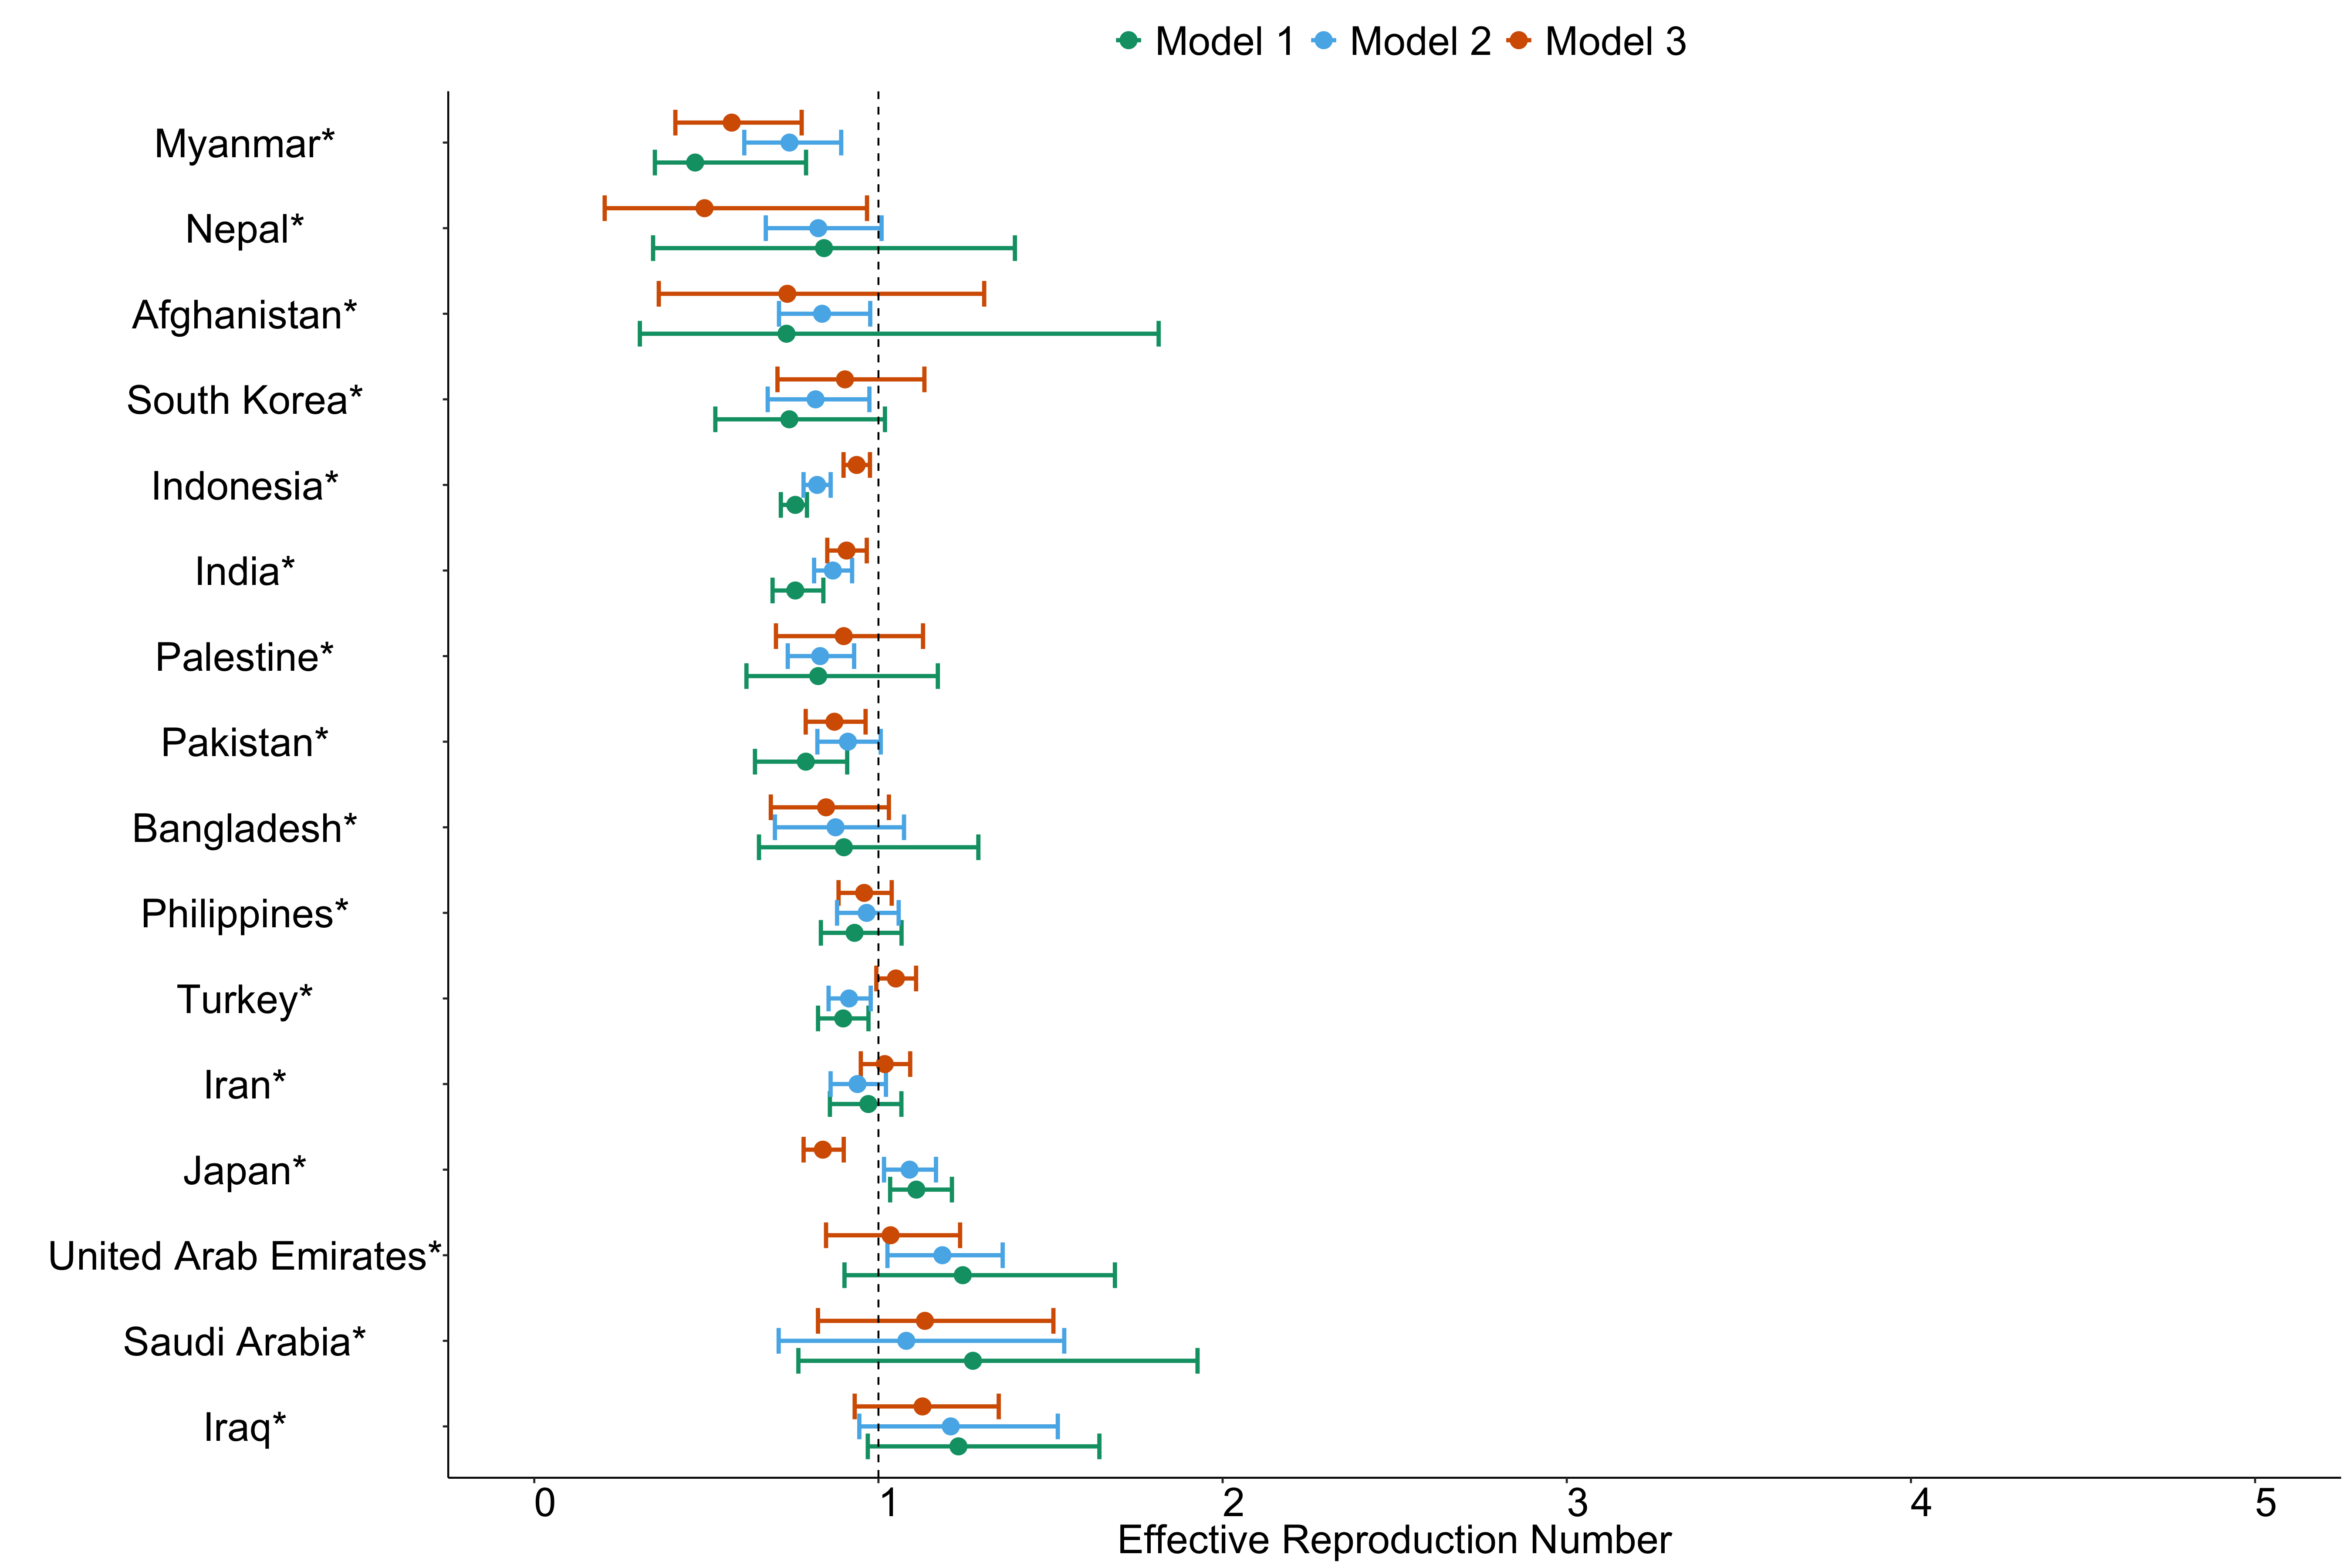 Model 1 Model 2 Model 3
Myanmar*
Nepal*
Afghanistan*
South Korea*
Indonesia*
India*
Palestine*
Pakistan*
Bangladesh*
Philippines*
Turkey*
Iran*
Japan*
United Arab Emirates*
Saudi Arabia*
Iraq*
0 1 2 3 4 5
Effective Reproduction Number